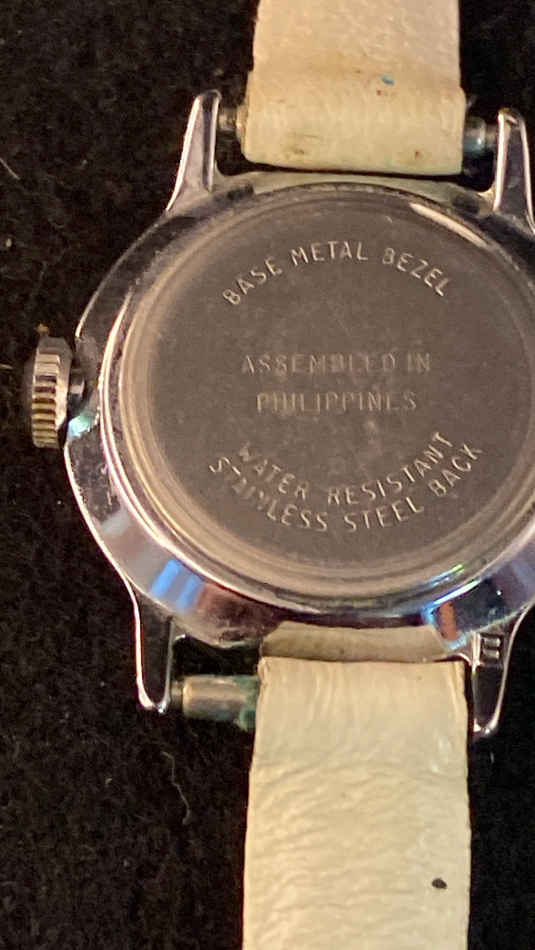 BASE METAL BEZEL
ASSEMBLED IN
PHILIPPINES
WATER RESISTANT
STAINLESS STEEL BACK